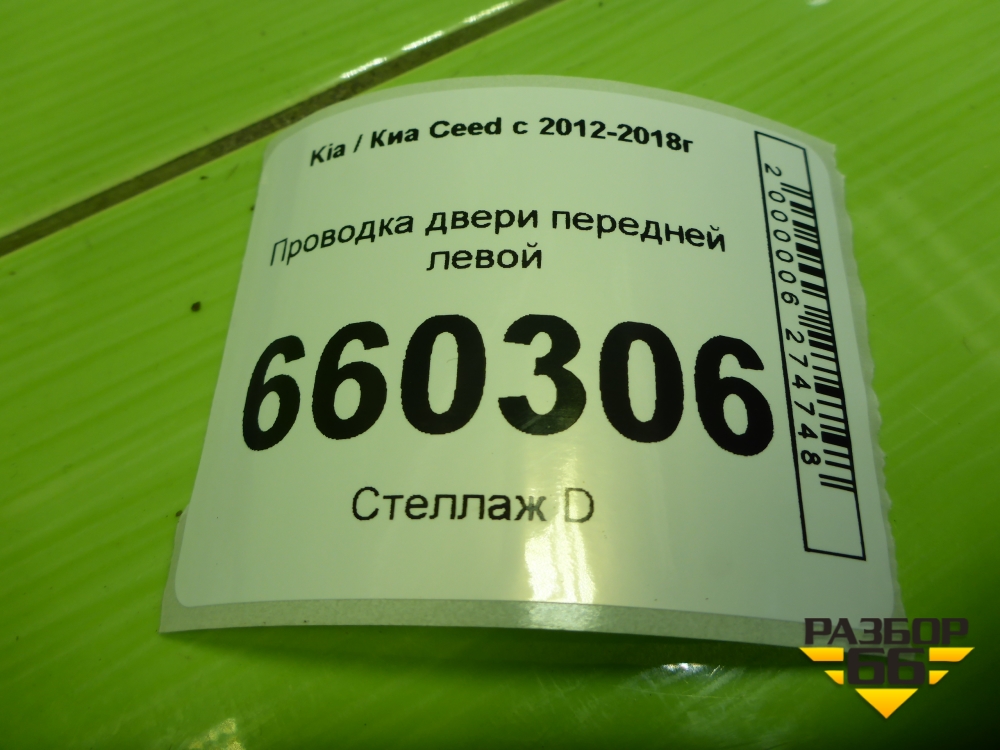 Kia / Киа Ceed с 2012-2018г
Проводка двери передней
левой
660306
Стеллаж D
2000006274748
РАЗБОР
66